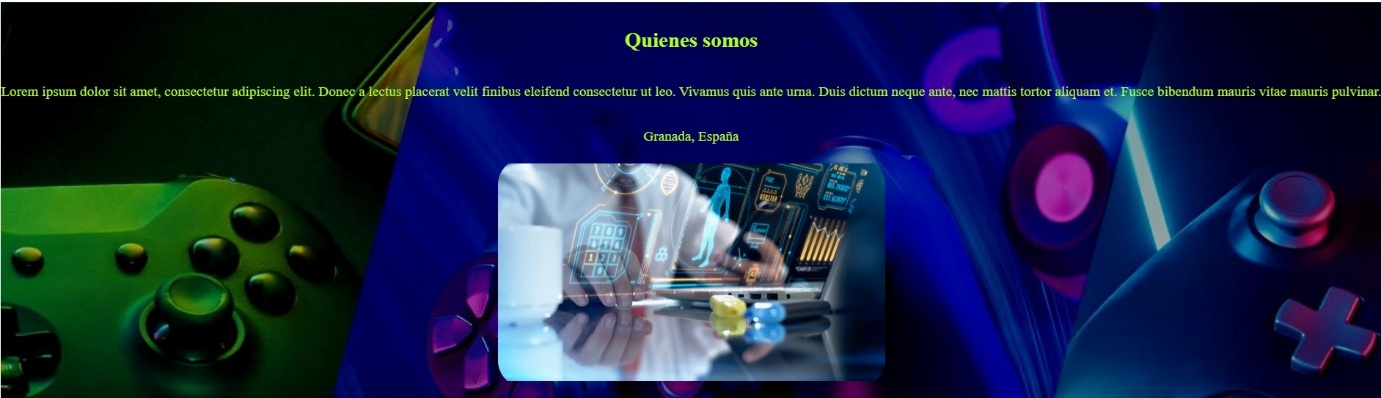 Quienes somos
Lorem ipsum dolor sit amet, consectetur adipiscing elit. Donec a lectus placerat velit finibus eleifend consectetur ut leo. Vivamus quis ante urna. Duis dictum neque ante, nec mattis tortor aliquam et. Fusce bibendum mauris vitae mauris pulvinar.
Granada, España